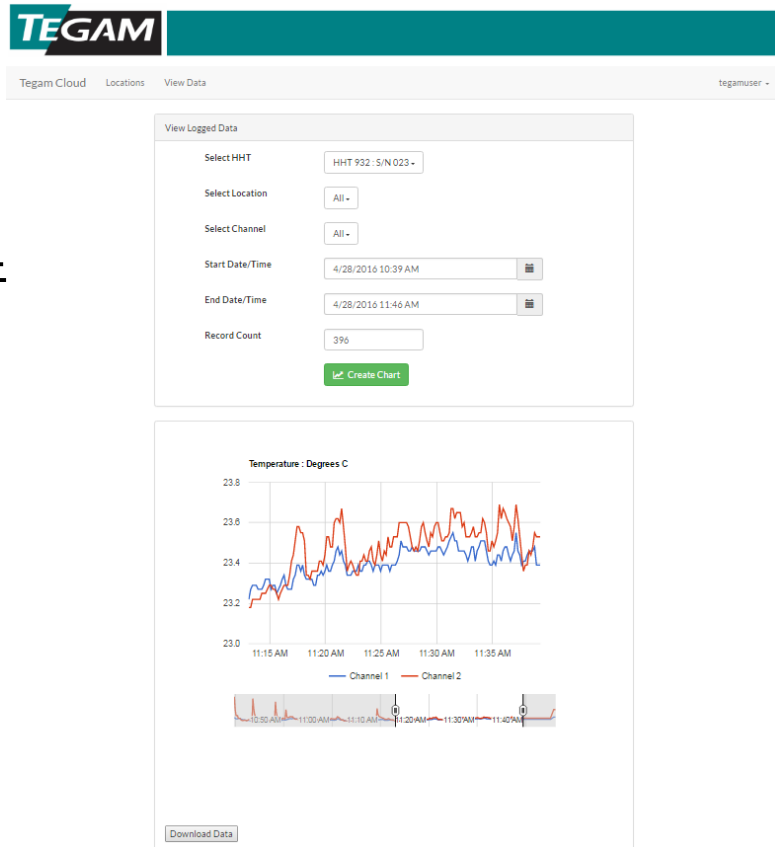 TEGAM
Tegam Cloud Locations View Data tegamuser
View Logged Data
Select HHT HHT 932 : S/N 023
Select Location All
Select Channel All
Start Date/Time 4/28/2016 10:39 AM
End Date/Time 4/28/2016 11:46 AM
Record Count 396
Create Chart
Temperature : Degrees C
23.8
23.6
23.4
23.2
23.0
11:15 AM 11:20 AM 11:25 AM 11:30 AM 11:35 AM
Channel 1 Channel 2
10:50 AM 11:00 AM 11:10 AM 11:20 AM 11:30 AM 11:40 AM
Download Data